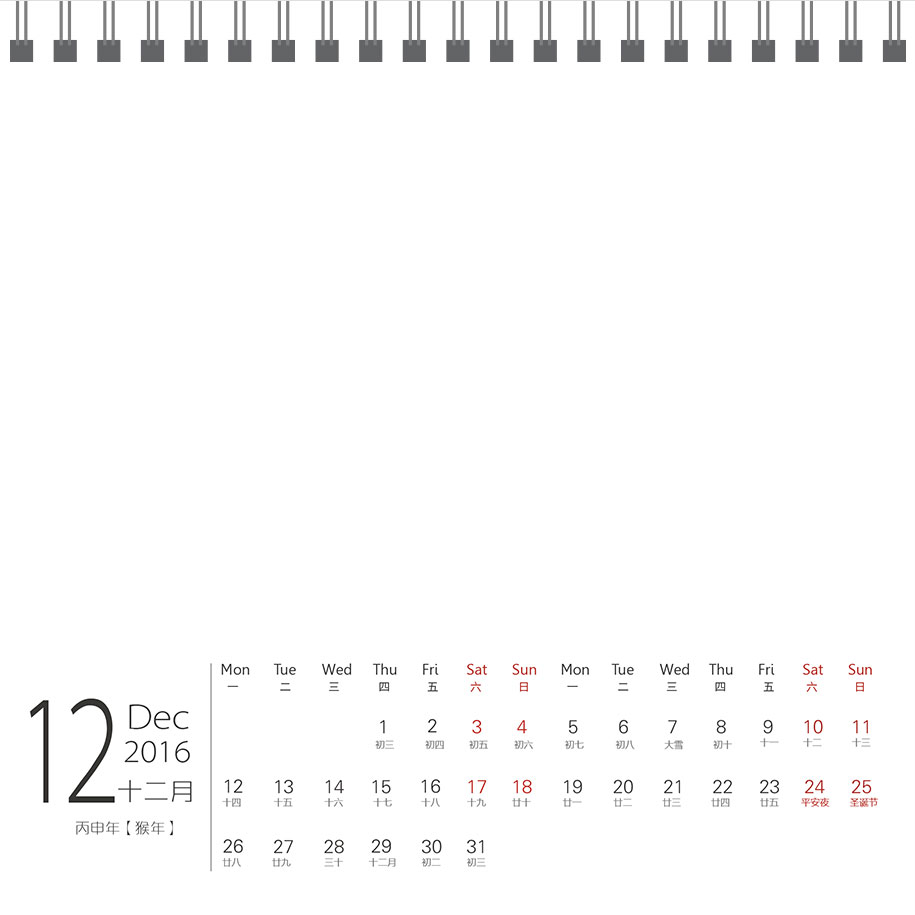 12
Dec
2016
十二月
丙申年【猴年】
Mon Tue Wed Thu Fri Sat Sun Mon Tue Wed Thu Fri Sat Sun
一 二 三 四 五 六 日 一 二 三 四 五 六 日
1 2 3 4 5 6 7 8 9 10 11
初三 初四 初五 初六 初七 初八 大雪 初十 十一 十二 十三
12 13 14 15 16 17 18 19 20 21 22 23 24 25
十四 十五 十六 十七 十八 十九 廿十 廿一 廿二 廿三 廿四 廿五 平安夜 圣诞节
26 27 28 29 30 31
廿八 廿九 三十 十二月 初二 初三